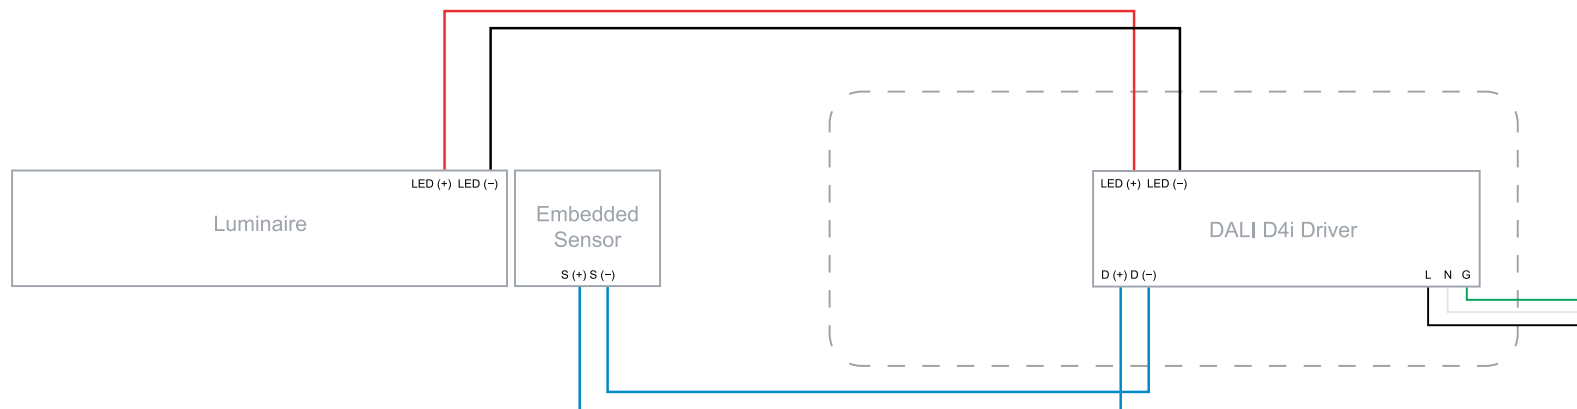 LED (+) LED (−)
Luminaire
Embedded
Sensor
S (+) S (−)
LED (+) LED (−)
DALI D4i Driver
D (+) D (−)
L N G